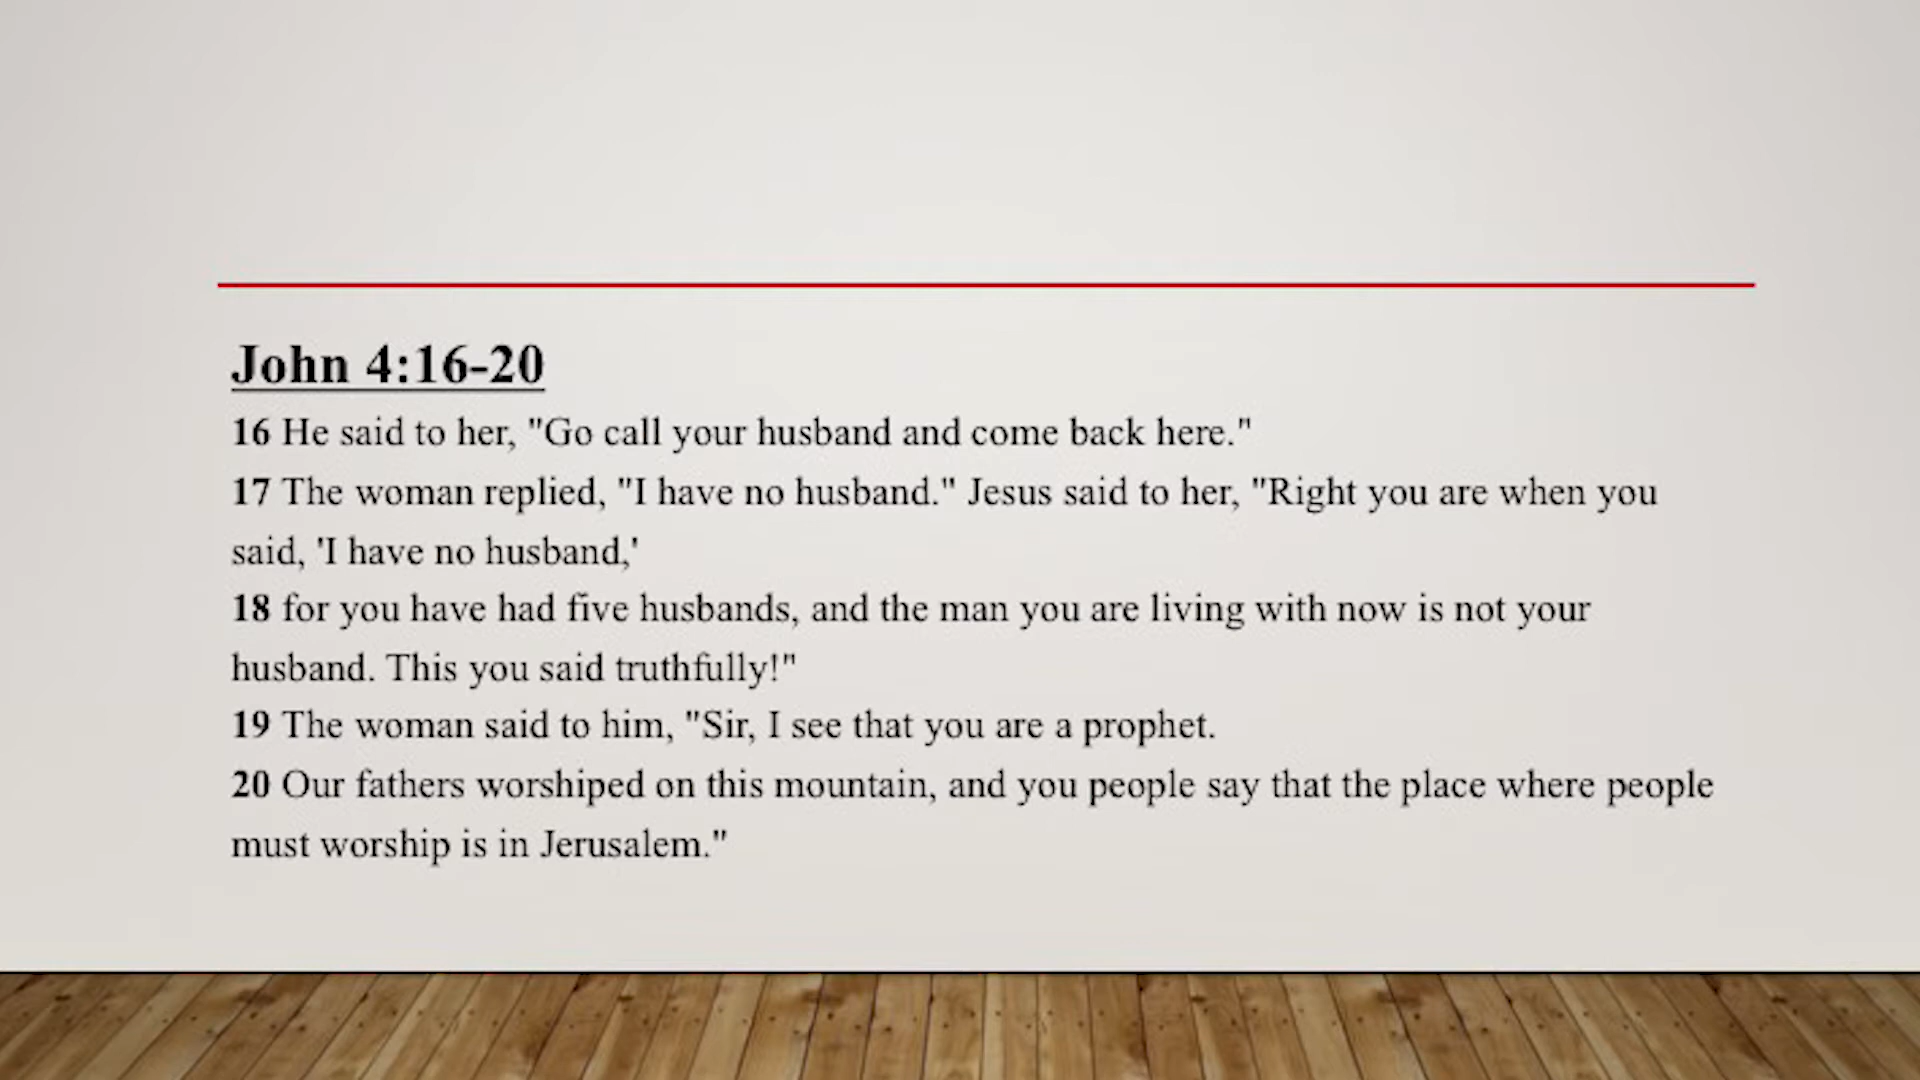 John 4:16-20
16 He said to her, "Go call your husband and come back here."
17 The woman replied, "I have no husband." Jesus said to her, "Right you are when you
said, 'I have no husband,'
18 for you have had five husbands, and the man you are living with now is not your
husband. This you said truthfully!"
19 The woman said to him, "Sir, I see that you are a prophet.
20 Our fathers worshiped on this mountain, and you people say that the place where people
must worship is in Jerusalem."